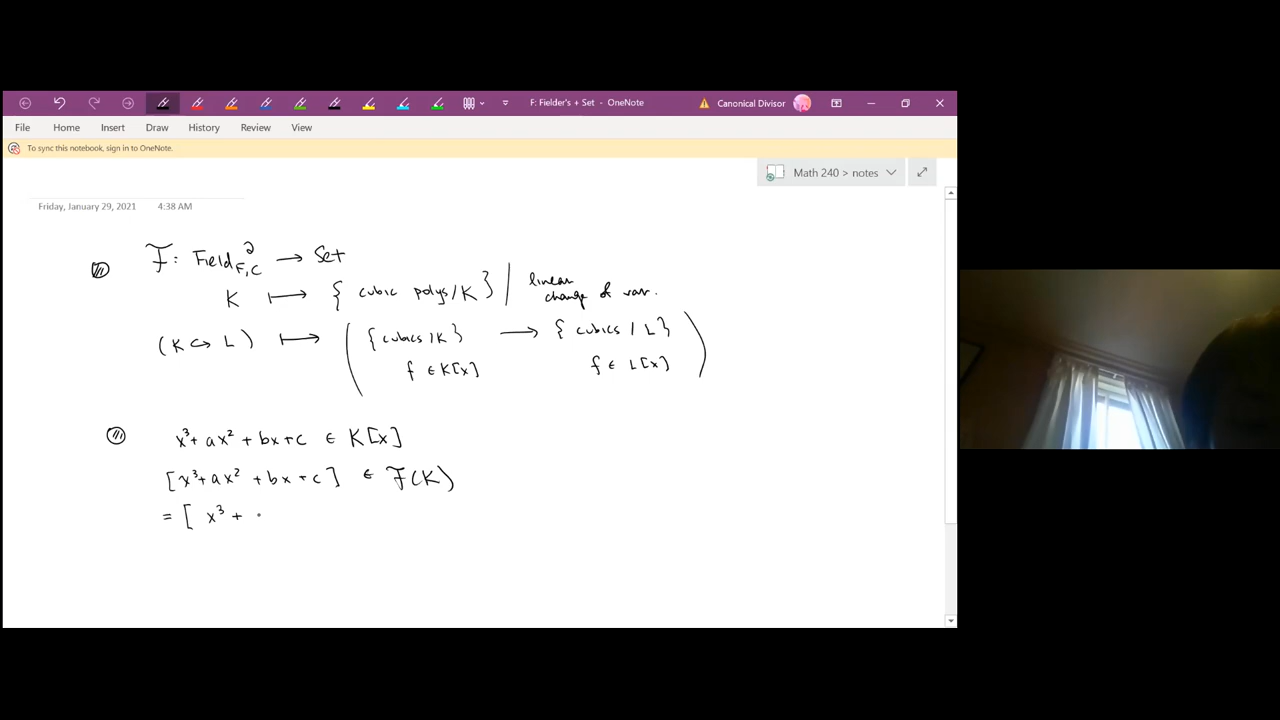 F: Fielder's + Set - OneNote
Canonical Divisor
File Home Insert Draw History Review View
To sync this notebook, sign in to OneNote.
Math 240 > notes
Friday, January 29, 2021 4:38 AM
F: Field → Set
K ↦ { cubic polys/K } | linear change of var.
(K ↪ L) ↦ ( { cubics/K } → { cubics / L }
f ∈ K[x] f ∈ L[x] )
x³ + ax² + bx + c ∈ K[x]
[x³ + ax² + bx + c] ∈ F(K)
= [ x³ +